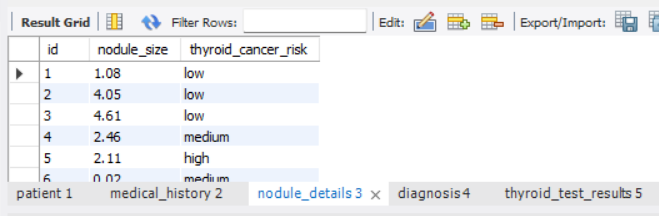 Result Grid Filter Rows: Edit: Export/Import:
id nodule_size thyroid_cancer_risk
1 1.08 low
2 4.05 low
3 4.61 low
4 2.46 medium
5 2.11 high
6 0.02 medium
patient 1 medical_history 2 nodule_details 3 × diagnosis 4 thyroid_test_results 5